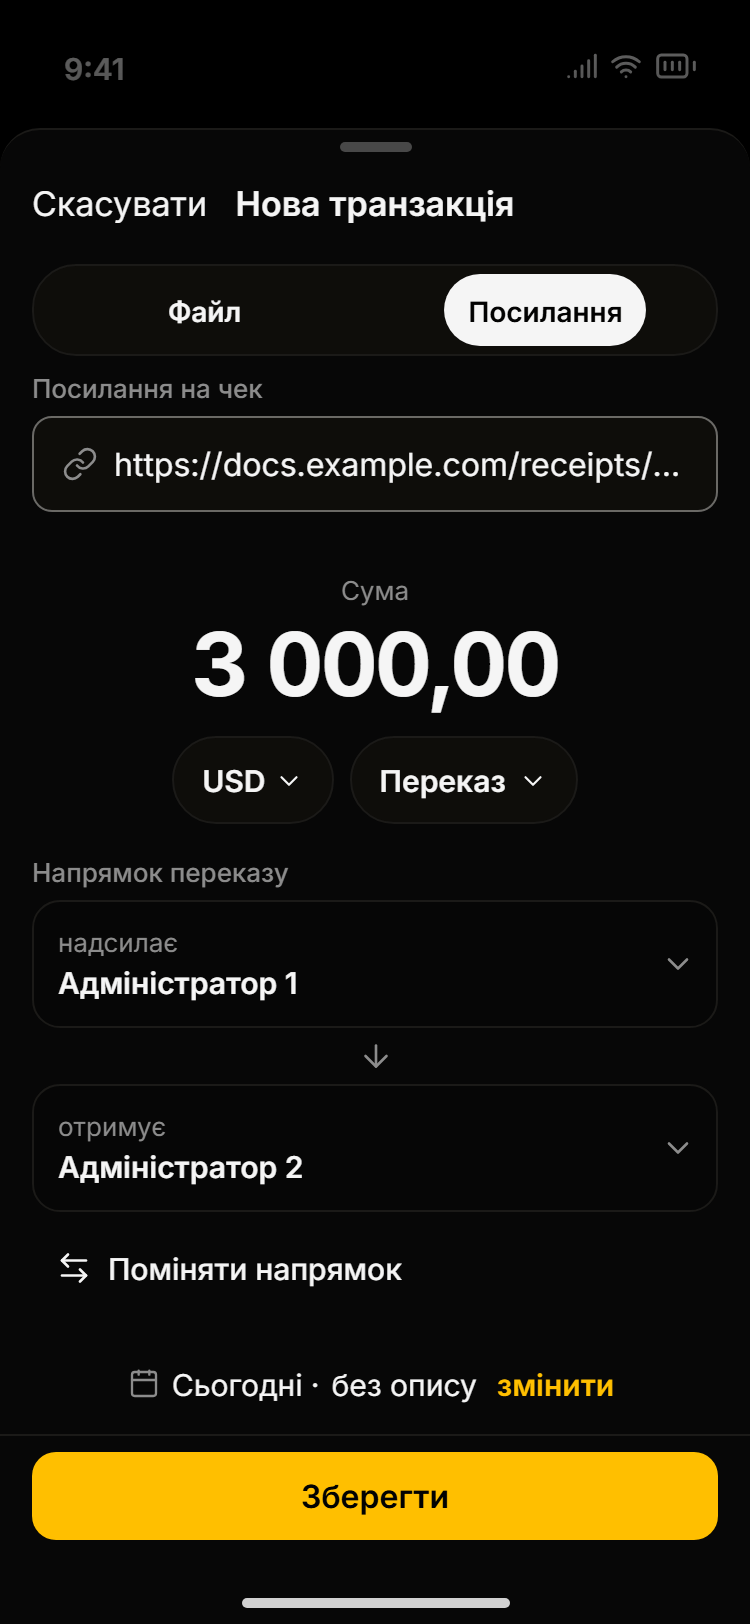 9:41
Скасувати Нова транзакція
Файл Посилання
Посилання на чек
https://docs.example.com/receipts/...
Сума
3 000,00
USD Переказ
Напрямок переказу
надсилає
Адміністратор 1
отримує
Адміністратор 2
Поміняти напрямок
Сьогодні · без опису змінити
Зберегти